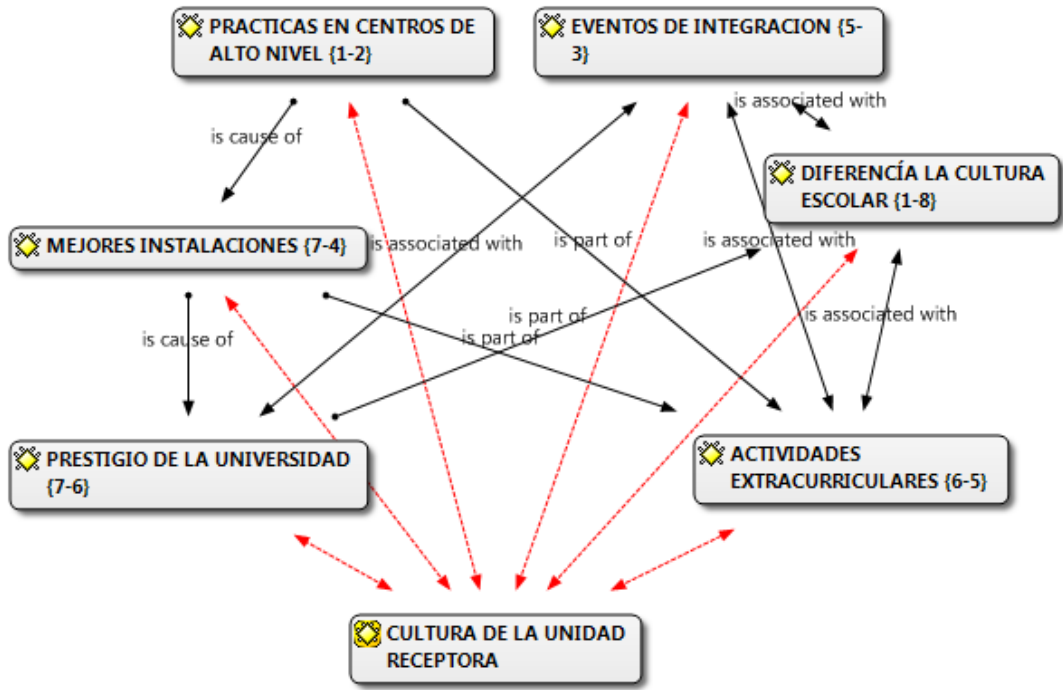 PRACTICAS EN CENTROS DE
ALTO NIVEL {1-2}
EVENTOS DE INTEGRACION {5-
3}
is associated with
is cause of
DIFERENCÍA LA CULTURA
ESCOLAR {1-8}
MEJORES INSTALACIONES {7-4}
is associated with
is part of
is associated with
is part of
is associated with
is cause of
is part of
PRESTIGIO DE LA UNIVERSIDAD
{7-6}
ACTIVIDADES
EXTRACURRICULARES {6-5}
CULTURA DE LA UNIDAD
RECEPTORA